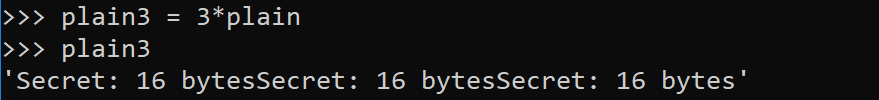 >>> plain3 = 3*plain
>>> plain3
'Secret: 16 bytesSecret: 16 bytesSecret: 16 bytes'